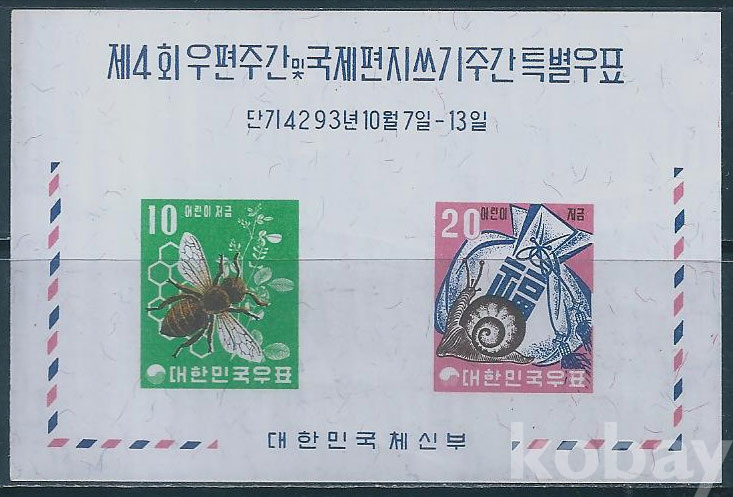 제4회우편주간및국제편지쓰기주간특별우표
단기4293년10월7일-13일
10 어린이 저금
대한민국우표
20 어린이 저금
福
대한민국우표
대한민국체신부
kobay